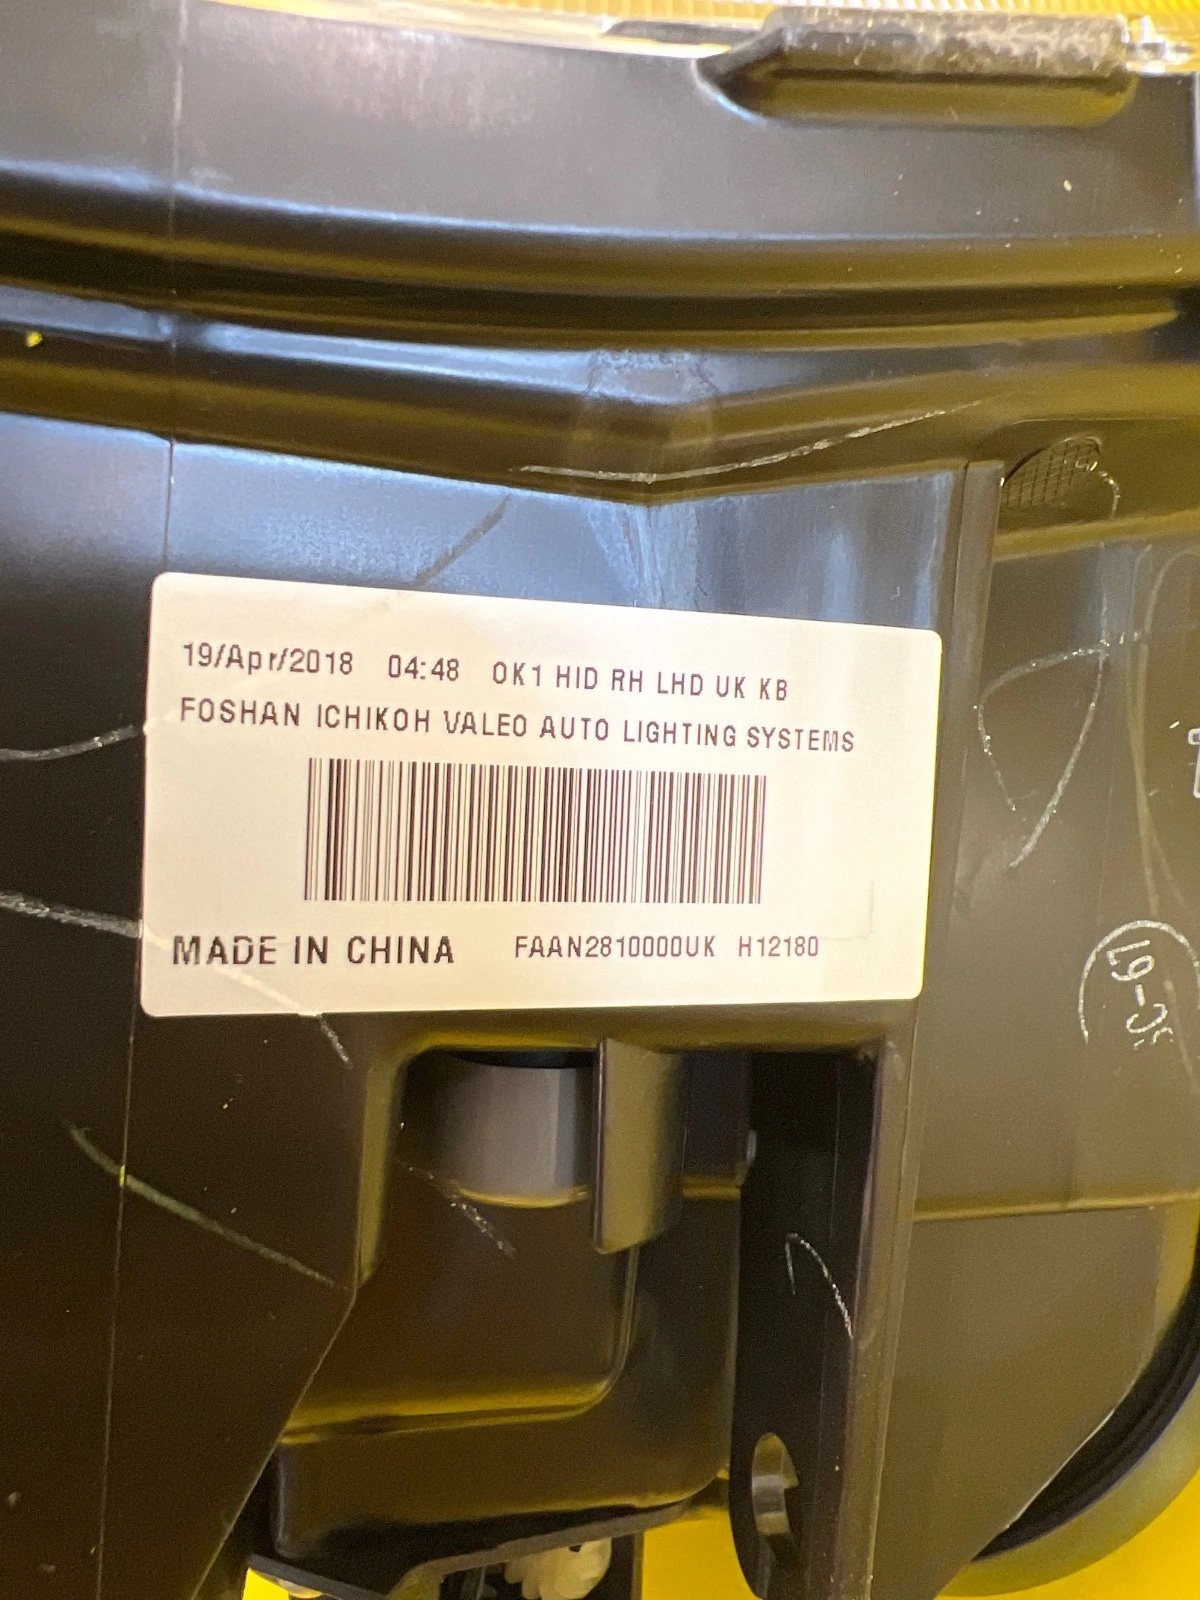 19/Apr/2018 04:48 OK1 HID RH LHD UK KB
FOSHAN ICHIKOH VALEO AUTO LIGHTING SYSTEMS
MADE IN CHINA FAAN2810000UK H12180